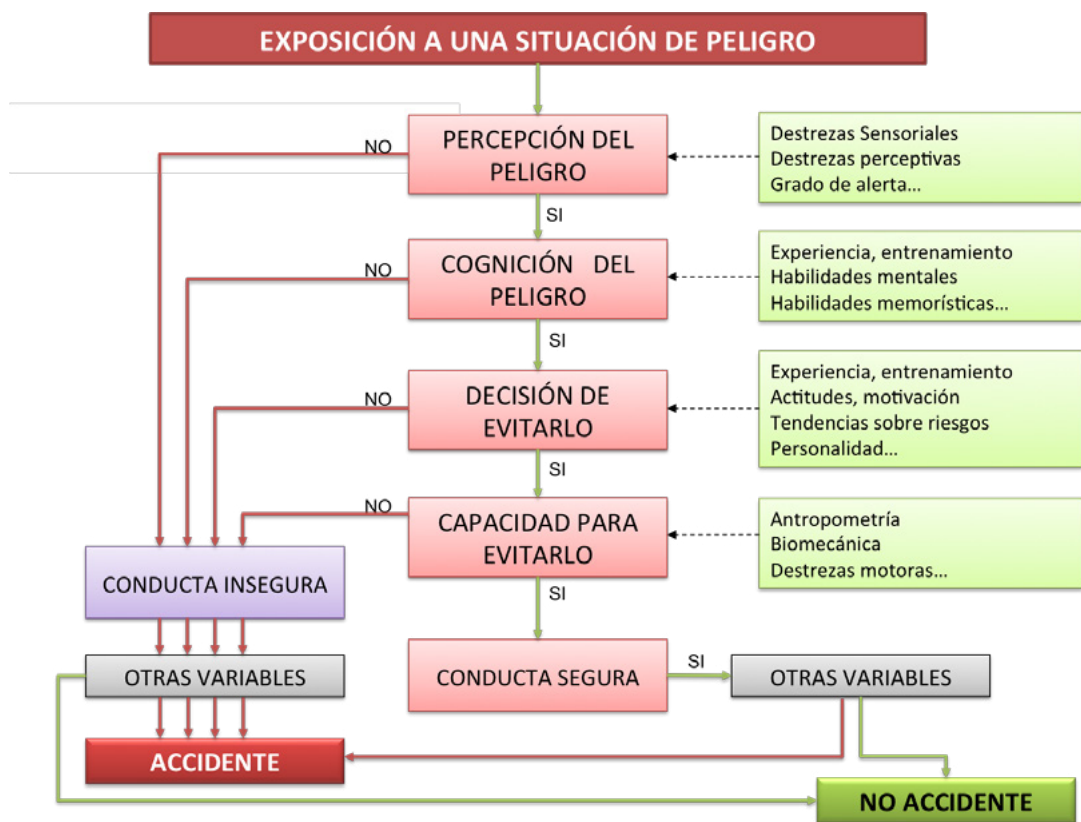 EXPOSICIÓN A UNA SITUACIÓN DE PELIGRO
NO
PERCEPCIÓN DEL
PELIGRO
Destrezas Sensoriales
Destrezas perceptivas
Grado de alerta...
SI
NO
COGNICIÓN DEL
PELIGRO
Experiencia, entrenamiento
Habilidades mentales
Habilidades memorísticas...
SI
NO
DECISIÓN DE
EVITARLO
Experiencia, entrenamiento
Actitudes, motivación
Tendencias sobre riesgos
Personalidad...
SI
NO
CAPACIDAD PARA
EVITARLO
Antropometría
Biomecánica
Destrezas motoras...
SI
CONDUCTA INSEGURA
OTRAS VARIABLES
CONDUCTA SEGURA
SI
OTRAS VARIABLES
ACCIDENTE
NO ACCIDENTE